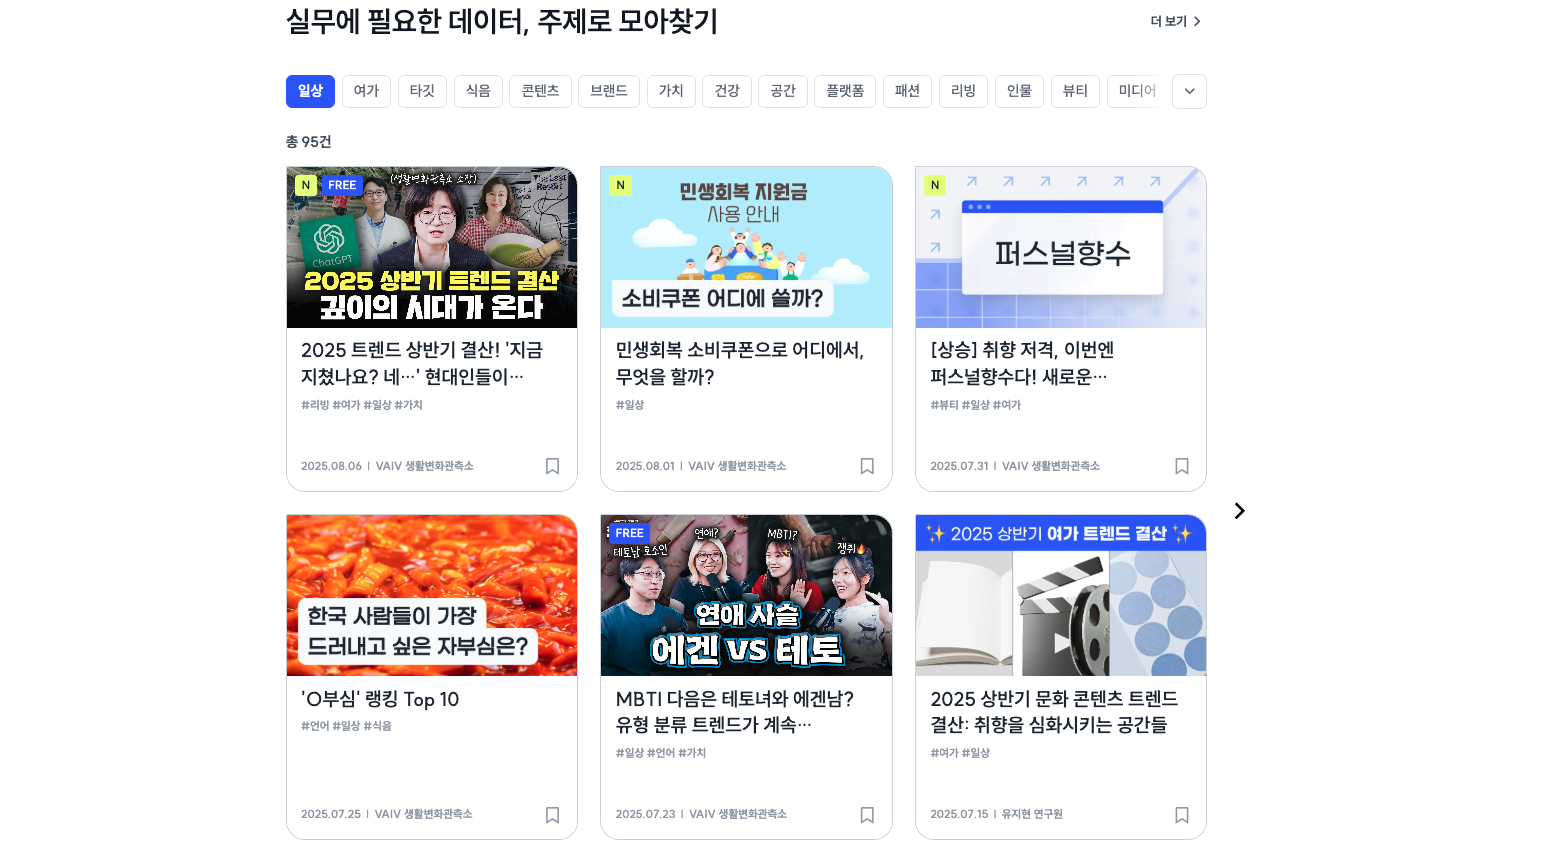 실무에 필요한 데이터, 주제로 모아찾기
더 보기
일상 여가 타깃 식음 콘텐츠 브랜드 가치 건강 공간 플랫폼 패션 리빙 인물 뷰티 미디어
총 95건
N FREE
(생활변화관측소 소장)
The Last Resort
ChatGPT
2025 상반기 트렌드 결산
깊이의 시대가 온다
2025 트렌드 상반기 결산! '지금
지쳤나요? 네…' 현대인들이…
#리빙 #여가 #일상 #가치
2025.08.06 | VAIV 생활변화관측소
N
민생회복 지원금
사용 안내
소비쿠폰 어디에 쓸까?
민생회복 소비쿠폰으로 어디에서,
무엇을 할까?
#일상
2025.08.01 | VAIV 생활변화관측소
N
퍼스널향수
[상승] 취향 저격, 이번엔
퍼스널향수다! 새로운…
#뷰티 #일상 #여가
2025.07.31 | VAIV 생활변화관측소
한국 사람들이 가장
드러내고 싶은 자부심은?
'O부심' 랭킹 Top 10
#언어 #일상 #식음
2025.07.25 | VAIV 생활변화관측소
FREE
테토남 호소인
연애?
MBTI?
쟁퀴
연애 사슬
에겐 VS 테토
MBTI 다음은 테토녀와 에겐남?
유형 분류 트렌드가 계속…
#일상 #언어 #가치
2025.07.23 | VAIV 생활변화관측소
2025 상반기 여가 트렌드 결산
2025 상반기 문화 콘텐츠 트렌드
결산: 취향을 심화시키는 공간들
#여가 #일상
2025.07.15 | 유지현 연구원